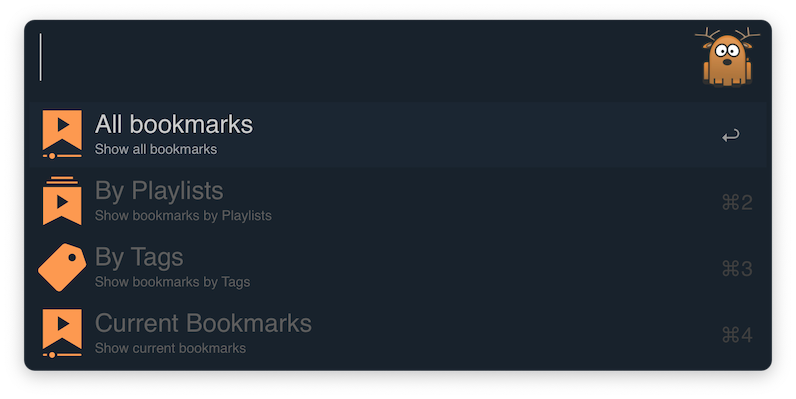 All bookmarks
Show all bookmarks
By Playlists
Show bookmarks by Playlists
⌘2
By Tags
Show bookmarks by Tags
⌘3
Current Bookmarks
Show current bookmarks
⌘4